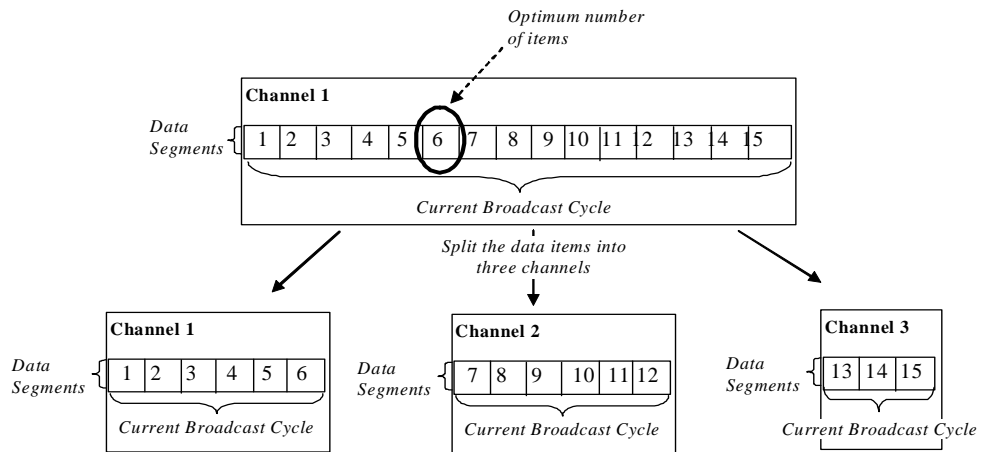 Optimum number
of items
Channel 1
Data
Segments
1 2 3 4 5 6 7 8 9 10 11 12 13 14 15
Current Broadcast Cycle
Split the data items into
three channels
Channel 1
Data
Segments
1 2 3 4 5 6
Current Broadcast Cycle
Channel 2
Data
Segments
7 8 9 10 11 12
Current Broadcast Cycle
Channel 3
Data
Segments
13 14 15
Current Broadcast Cycle